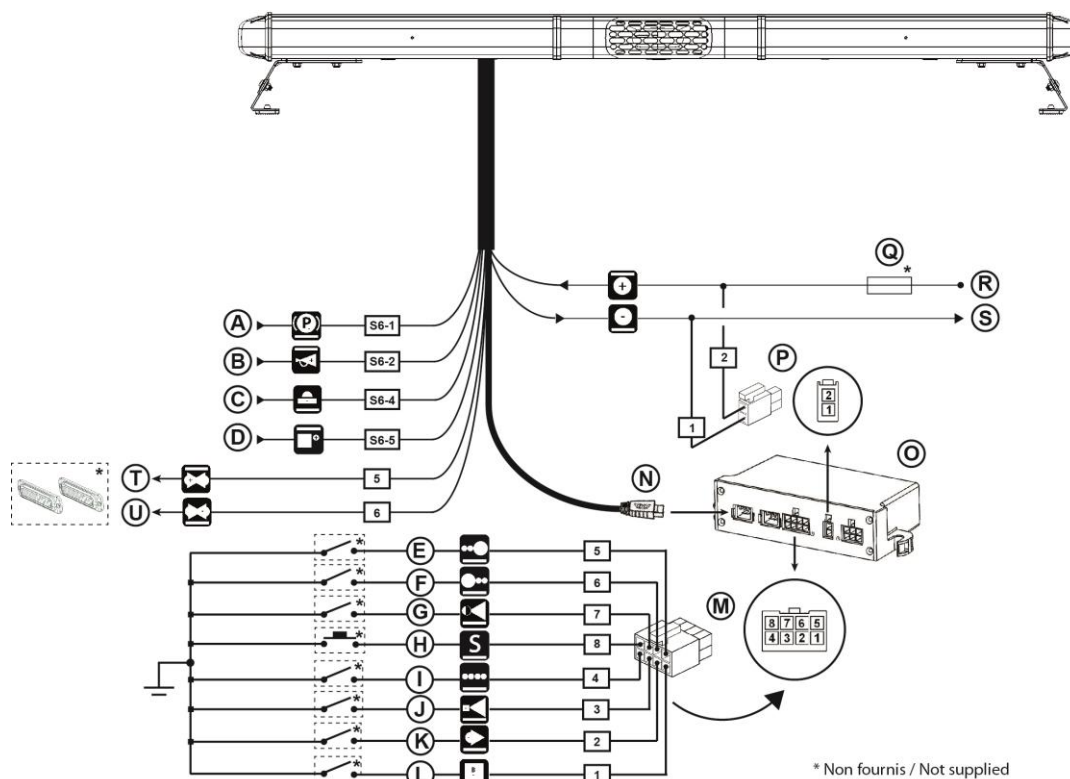 Q
*
+
R
-
S
A
P
S6-1
B
S6-2
2
P
C
S6-4
2
1
D
S6-5
1
*
T
5
N
O
U
6
*
E
5
*
F
6
M
*
G
7
*
H
S
8
8 7 6 5
4 3 2 1
*
I
4
*
J
3
*
K
2
*
L
1
* Non fournis / Not supplied